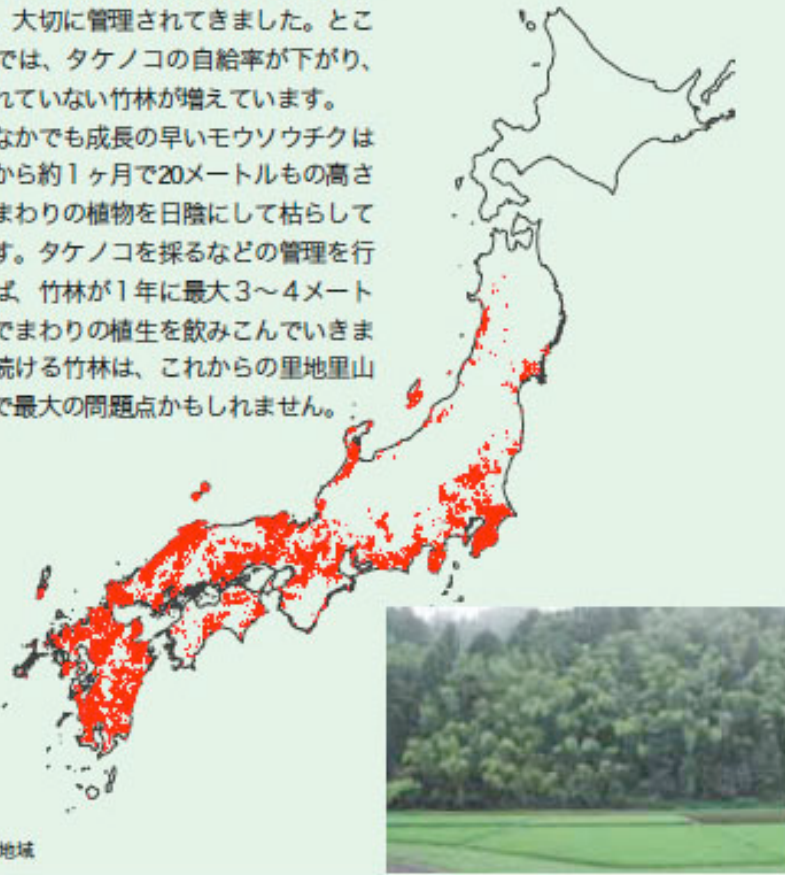 大切に管理されてきました。とこ
では、タケノコの自給率が下がり、
れていない竹林が増えています。
なかでも成長の早いモウソウチクは
から約1ヶ月で20メートルもの高さ
まわりの植物を日陰にして枯らして
す。タケノコを採るなどの管理を行
ば、竹林が1年に最大3〜4メート
でまわりの植生を飲みこんでいきま
続ける竹林は、これからの里地里山
で最大の問題点かもしれません。
地域